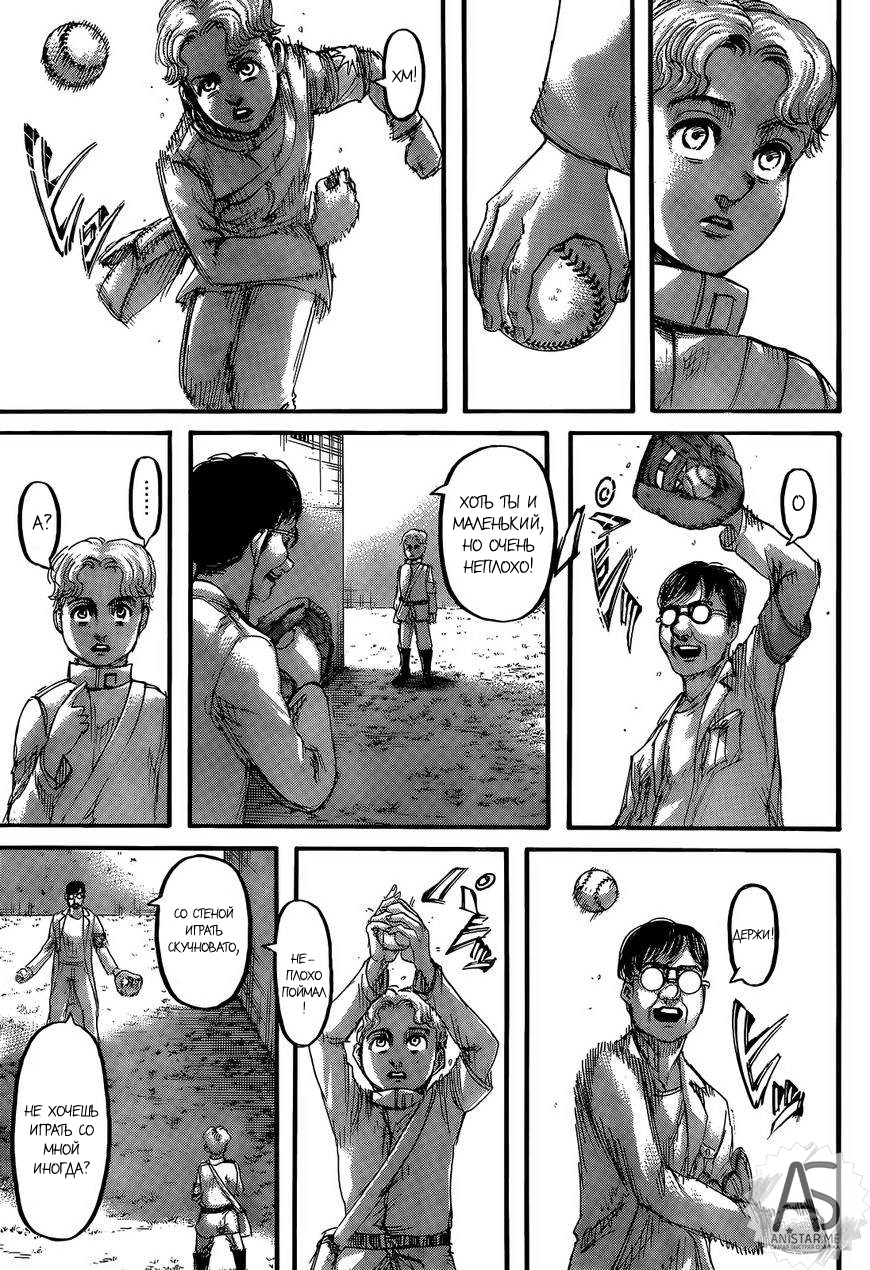 ХМ!
О
ХОТЬ ТЫ И
МАЛЕНЬКИЙ,
НО ОЧЕНЬ
НЕПЛОХО!
........
А?
ДЕРЖИ!
НЕ-
ПЛОХО
ПОЙМАЛ
!
СО СТЕНОЙ
ИГРАТЬ
СКУЧНОВАТО,
НЕ ХОЧЕШЬ
ИГРАТЬ СО
МНОЙ
ИНОГДА?
AS
ANISTAR.ME